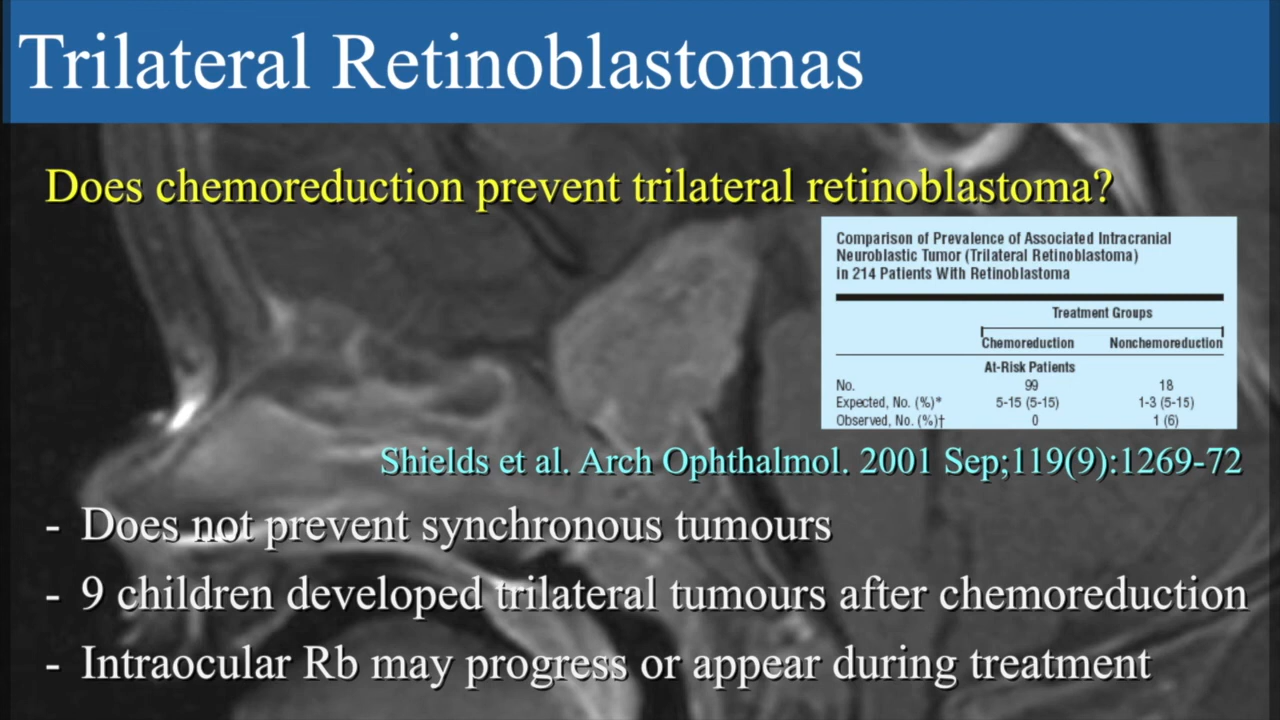 Trilateral Retinoblastomas
Does chemoreduction prevent trilateral retinoblastoma?
Comparison of Prevalence of Associated Intracranial
Neuroblastic Tumor (Trilateral Retinoblastoma)
in 214 Patients With Retinoblastoma
Treatment Groups
Chemoreduction Nonchemoreduction
At-Risk Patients
No. 99 18
Expected, No. (%)* 5-15 (5-15) 1-3 (5-15)
Observed, No. (%)† 0 1 (6)
Shields et al. Arch Ophthalmol. 2001 Sep;119(9):1269-72
- Does not prevent synchronous tumours
- 9 children developed trilateral tumours after chemoreduction
- Intraocular Rb may progress or appear during treatment